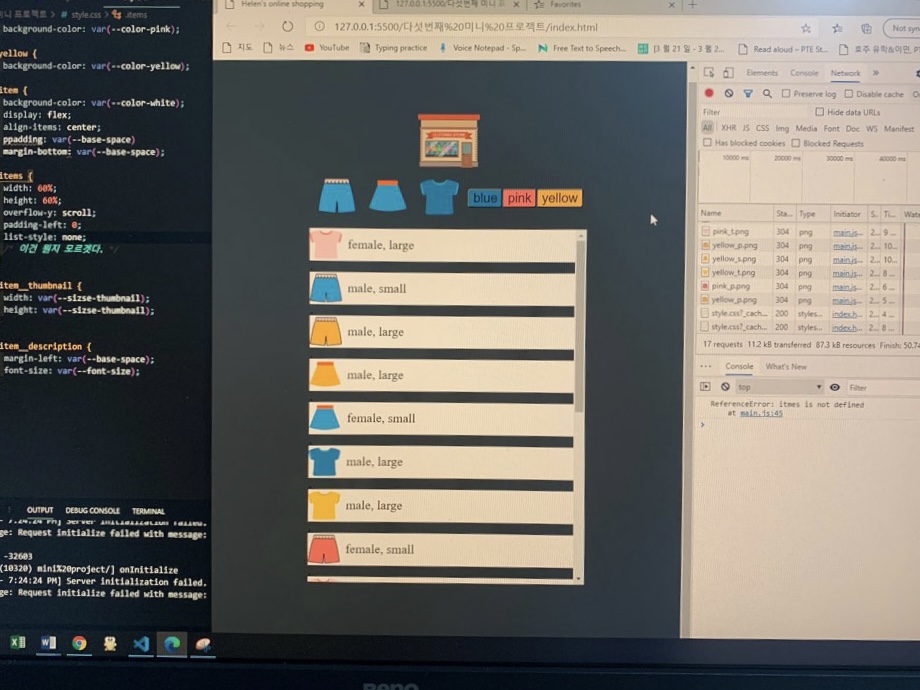 미니 프로젝트 > # style.css > .items
background-color: var(--color-pink);
yellow {
background-color: var(--color-yellow);
item {
background-color: var(--color-white);
display: flex;
align-items: center;
ppadding: var(--base-space)
margin-bottom: var(--base-space);
items {
width: 60%;
height: 60%;
overflow-y: scroll;
padding-left: 0;
list-style: none;
이건 뭔지 모르겟다.
item__thumbnail {
width: var(--sizse-thumbnail);
height: var(--sizse-thumbnail);
item__description {
margin-left: var(--base-space);
font-size: var(--font-size);
OUTPUT DEBUG CONSOLE TERMINAL
- 7:24:24 PM] Server initialization failed.
ge: Request initialize failed with message:
-32603
(10320) mini%20project/] onInitialize
- 7:24:24 PM] Server initialization failed.
ge: Request initialize failed with message:
Helen's online shopping
127.0.0.1:5500/다섯번째 미니 프
Favorites
127.0.0.1:5500/다섯번째%20미니%20프로젝트/index.html
Not syn
지도 뉴스 YouTube Typing practice Voice Notepad - Sp... Free Text to Speech... [3월 21일 - 3월 2... Read aloud – PTE St... 호주 유학&이민, PT
blue pink yellow
female, large
male, small
male, large
male, large
female, small
male, large
male, large
female, small
Elements Console Network
Preserve log Disable cache
Filter Hide data URLs
All XHR JS CSS Img Media Font Doc WS Manifest
Has blocked cookies Blocked Requests
10000 ms 20000 ms 30000 ms 40000 ms
Name Sta... Type Initiator S.. Ti... Wate
pink_t.png 304 png main.js... 2... 9 ...
yellow_p.png 304 png main.js... 2... 10...
yellow_s.png 304 png main.js... 2... 10...
yellow_t.png 304 png main.js... 2... 8 ...
pink_p.png 304 png main.js... 2... 6 ...
yellow_p.png 304 png main.js... 2... 5 ...
style.css?_cach... 200 styles... index.h... 2... 4 ...
style.css?_cach... 200 styles... index.h... 2... 8 ...
17 requests 11.2 kB transferred 87.3 kB resources Finish: 50.74
Console What's New
top Filter
ReferenceError: itmes is not defined
at main.js:45
BenQ